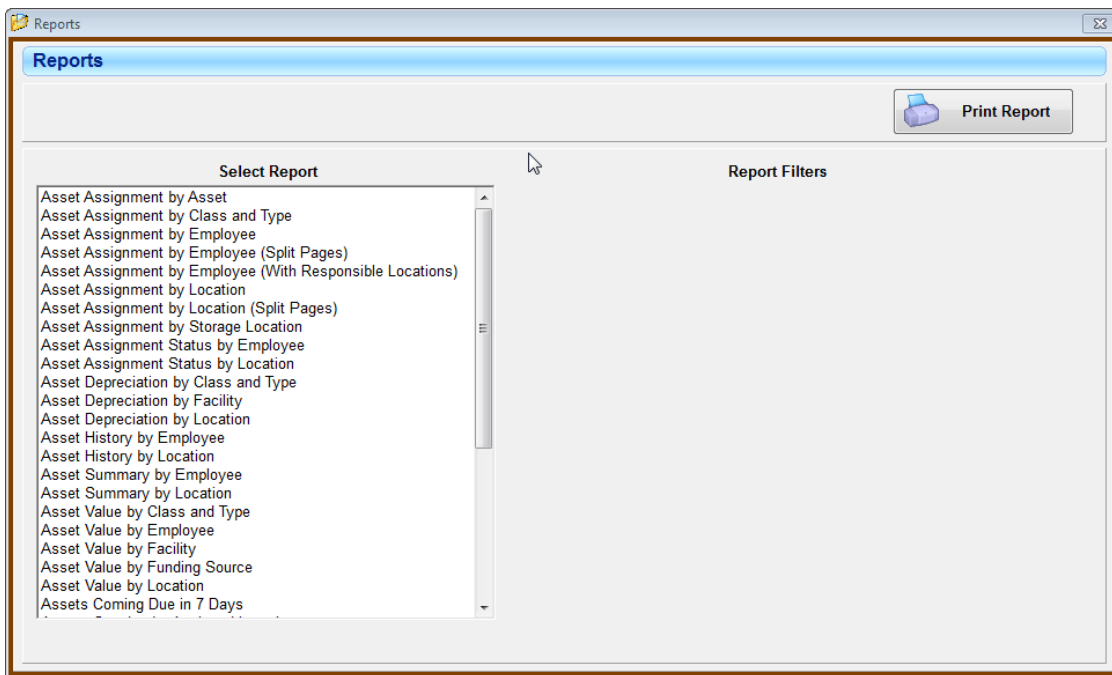 Reports
Reports
Print Report
Select Report
Report Filters
Asset Assignment by Asset
Asset Assignment by Class and Type
Asset Assignment by Employee
Asset Assignment by Employee (Split Pages)
Asset Assignment by Employee (With Responsible Locations)
Asset Assignment by Location
Asset Assignment by Location (Split Pages)
Asset Assignment by Storage Location
Asset Assignment Status by Employee
Asset Assignment Status by Location
Asset Depreciation by Class and Type
Asset Depreciation by Facility
Asset Depreciation by Location
Asset History by Employee
Asset History by Location
Asset Summary by Employee
Asset Summary by Location
Asset Value by Class and Type
Asset Value by Employee
Asset Value by Facility
Asset Value by Funding Source
Asset Value by Location
Assets Coming Due in 7 Days